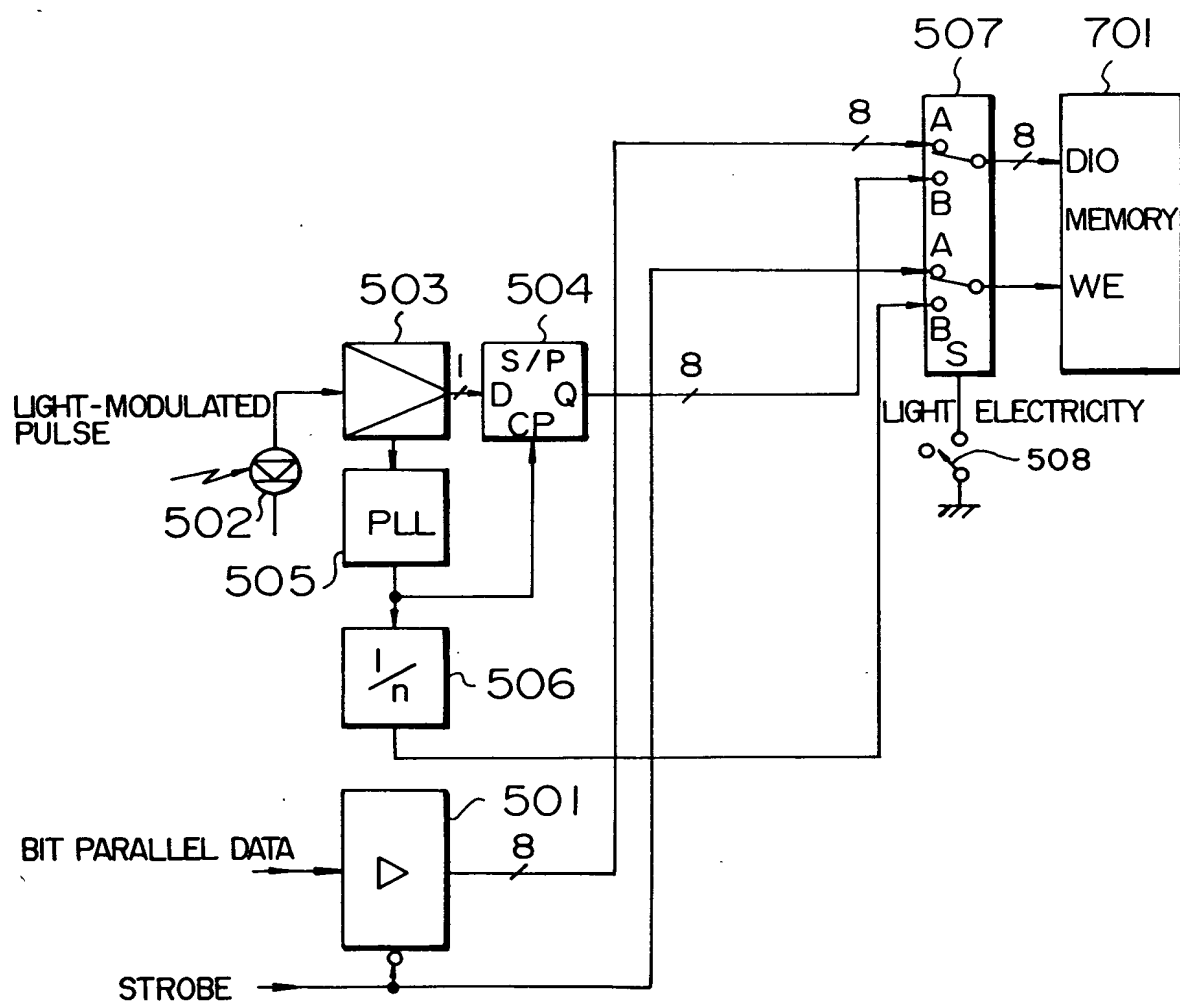 507
701
8
A
8
DIO
B
MEMORY
A
WE
B
S
503
504
1
S/P
D
Q
CP
8
LIGHT-MODULATED
PULSE
LIGHT ELECTRICITY
508
502
PLL
505
1/n
506
501
BIT PARALLEL DATA
8
STROBE